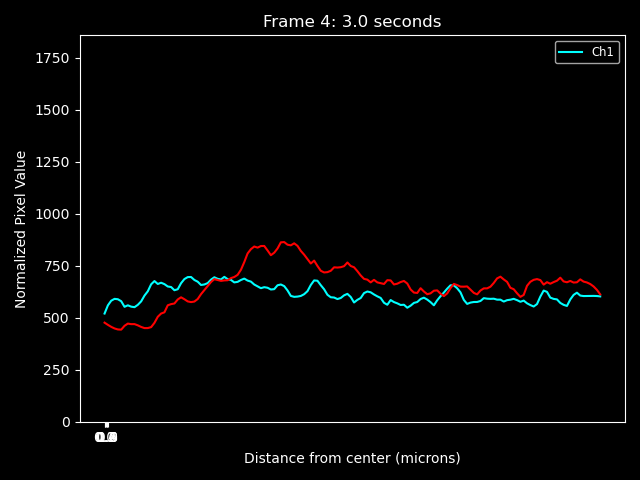 Frame 4: 3.0 seconds
Ch1
1750
1500
1250
1000
750
500
250
0
Normalized Pixel Value
Distance from center (microns)